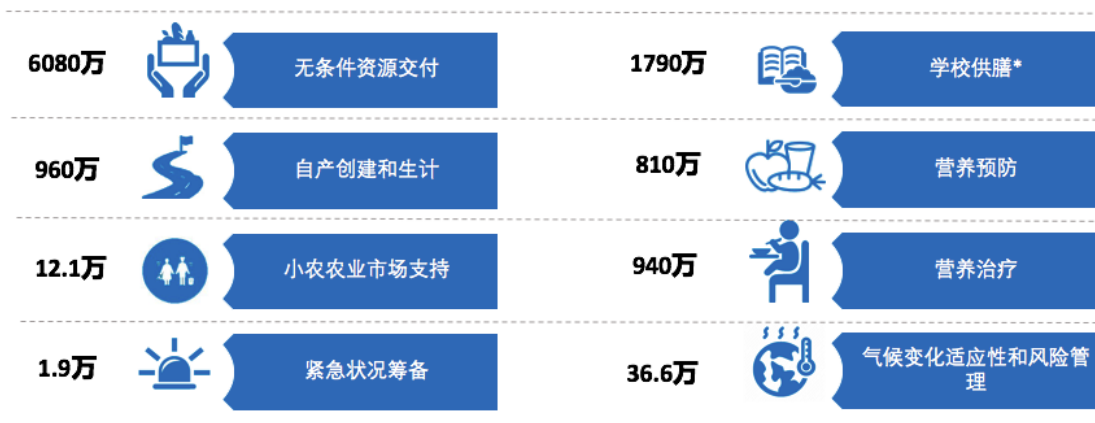 6080万 无条件资源交付 1790万 学校供膳*
960万 自产创建和生计 810万 营养预防
12.1万 小农农业市场支持 940万 营养治疗
1.9万 紧急状况筹备 36.6万 气候变化适应性和风险管
理